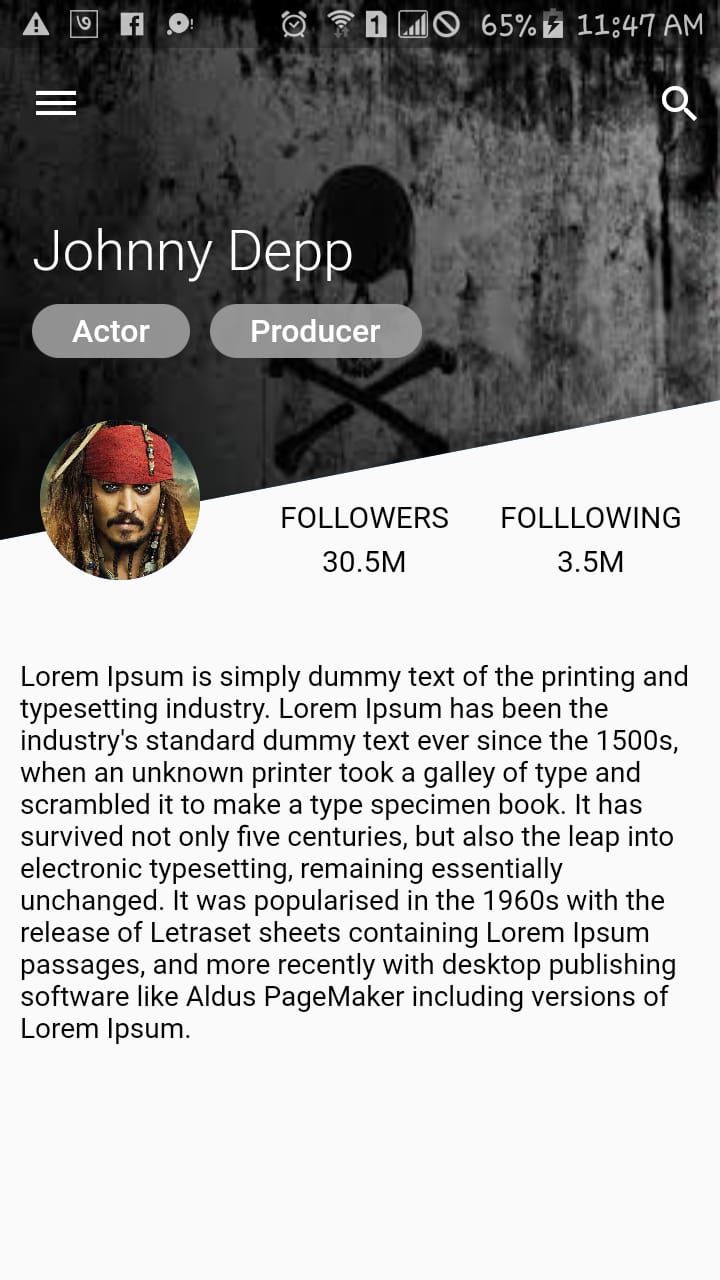 65% 11:47 AM
Johnny Depp
Actor Producer
FOLLOWERS FOLLLOWING
30.5M 3.5M
Lorem Ipsum is simply dummy text of the printing and
typesetting industry. Lorem Ipsum has been the
industry's standard dummy text ever since the 1500s,
when an unknown printer took a galley of type and
scrambled it to make a type specimen book. It has
survived not only five centuries, but also the leap into
electronic typesetting, remaining essentially
unchanged. It was popularised in the 1960s with the
release of Letraset sheets containing Lorem Ipsum
passages, and more recently with desktop publishing
software like Aldus PageMaker including versions of
Lorem Ipsum.